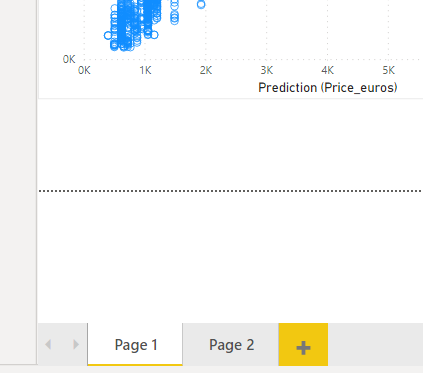 0K
0K 1K 2K 3K 4K 5K
Prediction (Price_euros)
Page 1 Page 2